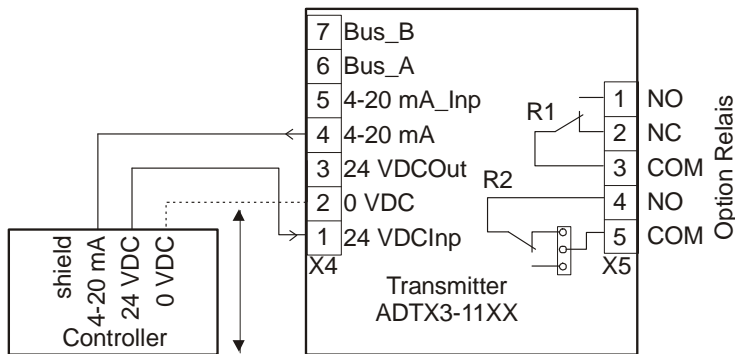 7 Bus_B
6 Bus_A
5 4-20 mA_Inp
4 4-20 mA
3 24 VDCOut
2 0 VDC
1 24 VDCInp
X4
R1
R2
1 NO
2 NC
3 COM
4 NO
5 COM
X5
Option Relais
Transmitter
ADTX3-11XX
shield
4-20 mA
24 VDC
0 VDC
Controller